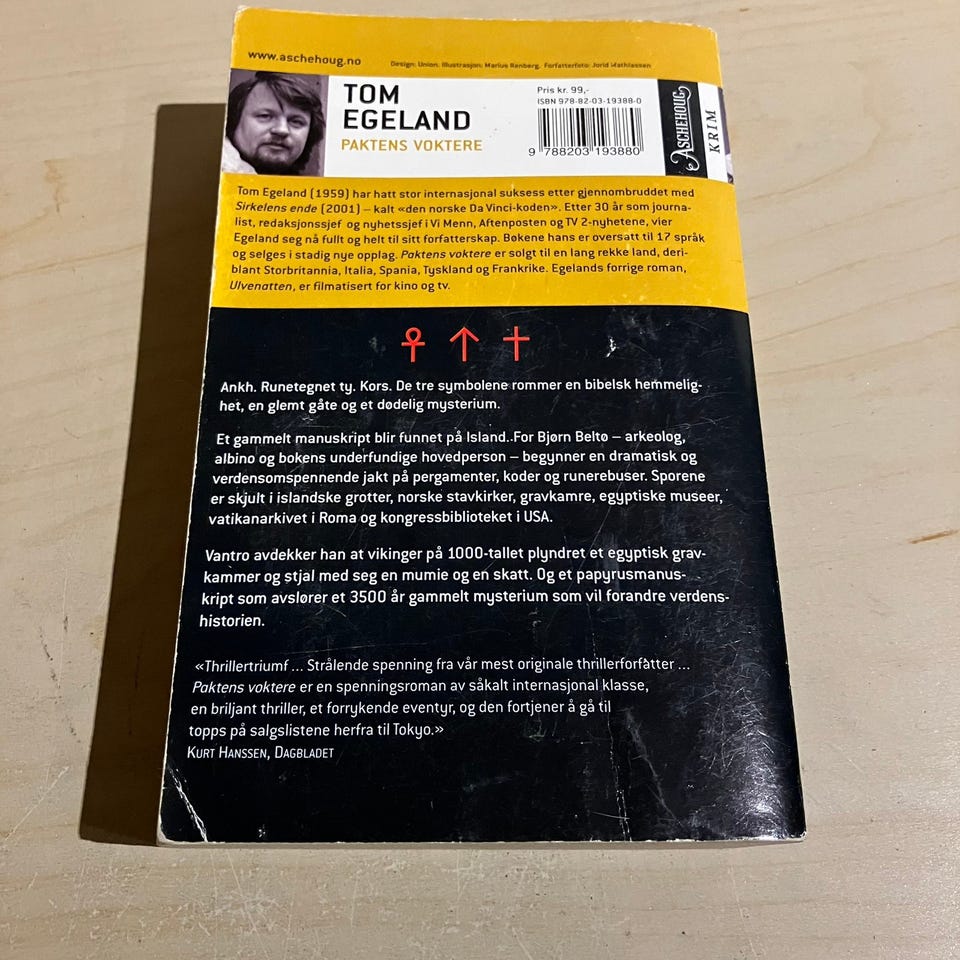 www.aschehoug.no
Design: Union. Illustrasjon: Marius Renberg. Forfatterfoto: Jorid Mathiassen
TOM
EGELAND
PAKTENS VOKTERE
Pris kr. 99,-
ISBN 978-82-03-19388-0
9 788203 193880
ASCHEHOUG
KRIM
Tom Egeland (1959) har hatt stor internasjonal suksess etter gjennombruddet med
Sirkelens ende (2001) – kalt «den norske Da Vinci-koden». Etter 30 år som journa-
list, redaksjonssjef og nyhetssjef i Vi Menn, Aftenposten og TV 2-nyhetene, vier
Egeland seg nå fullt og helt til sitt forfatterskap. Bøkene hans er oversatt til 17 språk
og selges i stadig nye opplag. Paktens voktere er solgt til en lang rekke land, deri-
blant Storbritannia, Italia, Spania, Tyskland og Frankrike. Egelands forrige roman,
Ulvenatten, er filmatisert for kino og tv.
Ankh. Runetegnet ty. Kors. De tre symbolene rommer en bibelsk hemmelig-
het, en glemt gåte og et dødelig mysterium.
Et gammelt manuskript blir funnet på Island. For Bjørn Beltø – arkeolog,
albino og bokens underfundige hovedperson – begynner en dramatisk og
verdensomspennende jakt på pergamenter, koder og runerebuser. Sporene
er skjult i islandske grotter, norske stavkirker, gravkamre, egyptiske museer,
vatikanarkivet i Roma og kongressbiblioteket i USA.
Vantro avdekker han at vikinger på 1000-tallet plyndret et egyptisk grav-
kammer og stjal med seg en mumie og en skatt. Og et papyrusmanus-
kript som avslører et 3500 år gammelt mysterium som vil forandre verdens-
historien.
«Thrillertriumf ... Strålende spenning fra vår mest originale thrillerforfatter ...
Paktens voktere er en spenningsroman av såkalt internasjonal klasse,
en briljant thriller, et forrykende eventyr, og den fortjener å gå til
topps på salgslistene herfra til Tokyo.»
KURT HANSSEN, DAGBLADET